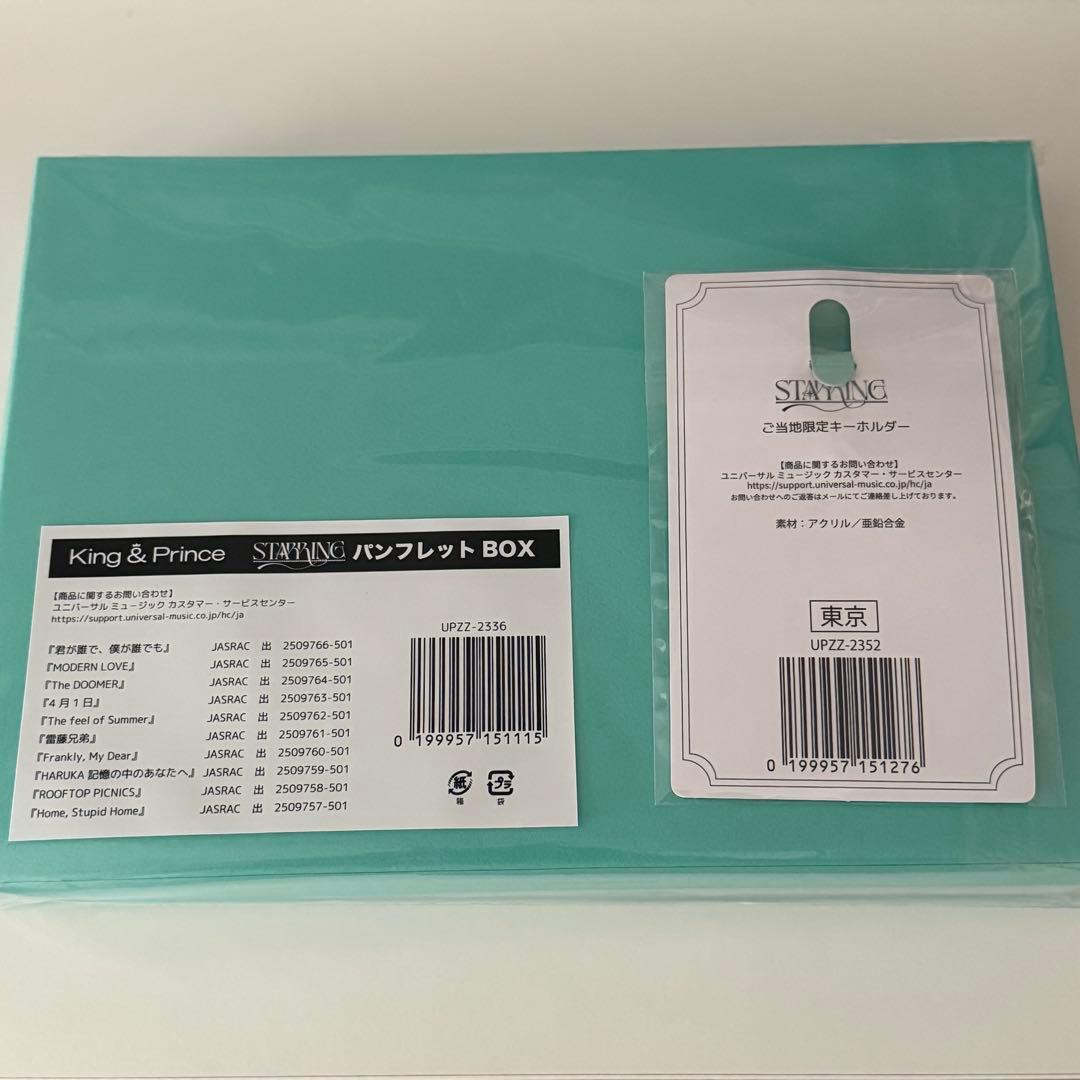 STARRING
ご当地限定キーホルダー
【商品に関するお問い合わせ】
ユニバーサル ミュージック カスタマー・サービスセンター
https://support.universal-music.co.jp/hc/ja
お問い合わせへのご返答はメールにてご連絡差し上げております。
素材：アクリル／亜鉛合金
東京
UPZZ-2352
0 199957 151276
King & Prince STARRING パンフレット BOX
【商品に関するお問い合わせ】
ユニバーサル ミュージック カスタマー・サービスセンター
https://support.universal-music.co.jp/hc/ja
『君が誰で、僕が誰でも』 JASRAC 出 2509766-501
『MODERN LOVE』 JASRAC 出 2509765-501
『The DOOMER』 JASRAC 出 2509764-501
『4月1日』 JASRAC 出 2509763-501
『The feel of Summer』 JASRAC 出 2509762-501
『雷藤兄弟』 JASRAC 出 2509761-501
『Frankly, My Dear』 JASRAC 出 2509760-501
『HARUKA 記憶の中のあなたへ』 JASRAC 出 2509759-501
『ROOFTOP PICNICS』 JASRAC 出 2509758-501
『Home, Stupid Home』 JASRAC 出 2509757-501
UPZZ-2336
0 199957 151115
紙 プラ
箱 袋